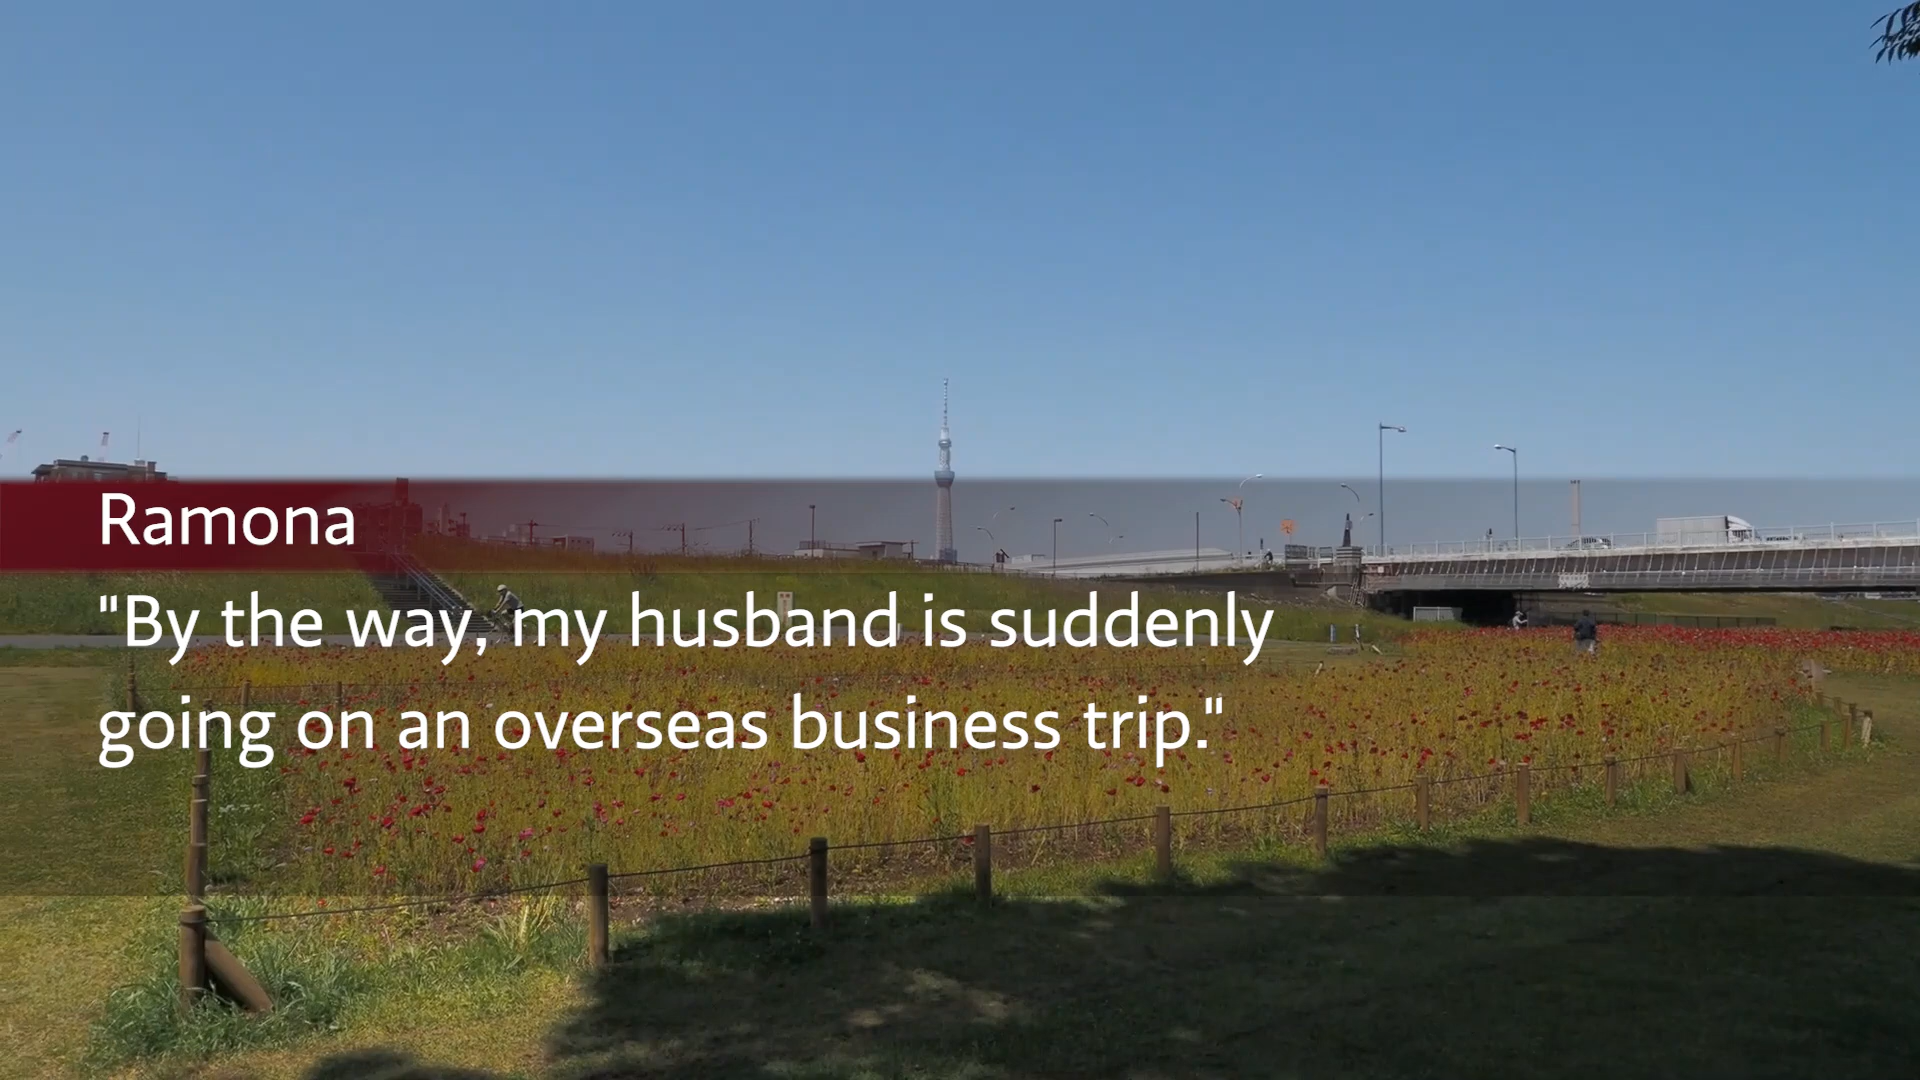 Ramona
"By the way, my husband is suddenly
going on an overseas business trip."